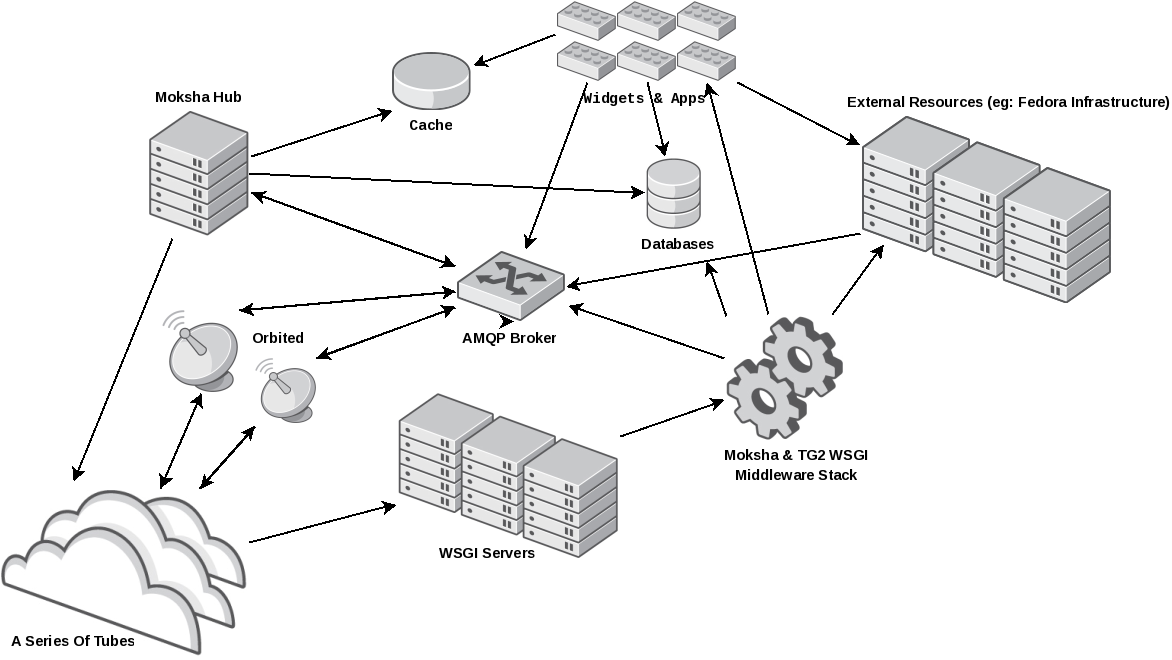 Moksha Hub
Cache
Widgets & Apps
External Resources (eg: Fedora Infrastructure)
Databases
Orbited
AMQP Broker
Moksha & TG2 WSGI
Middleware Stack
WSGI Servers
A Series Of Tubes